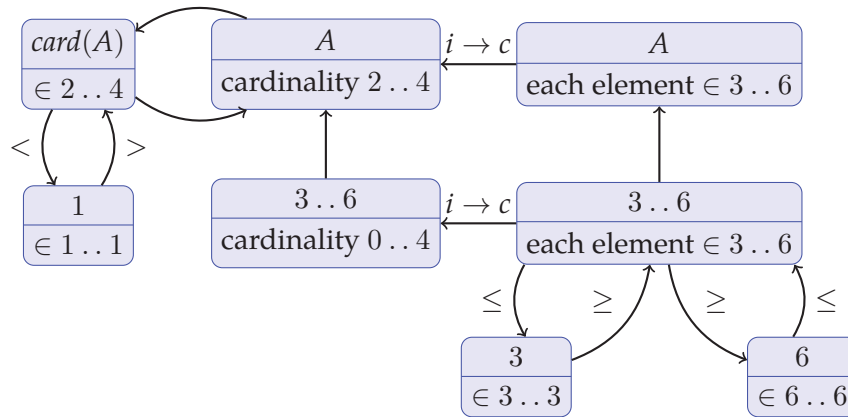 card(A)
∈ 2 . . 4
A
cardinality 2 . . 4
i → c
A
each element ∈ 3 . . 6
<
>
1
∈ 1 . . 1
3 . . 6
cardinality 0 . . 4
i → c
3 . . 6
each element ∈ 3 . . 6
≤
≥
≥
≤
3
∈ 3 . . 3
6
∈ 6 . . 6